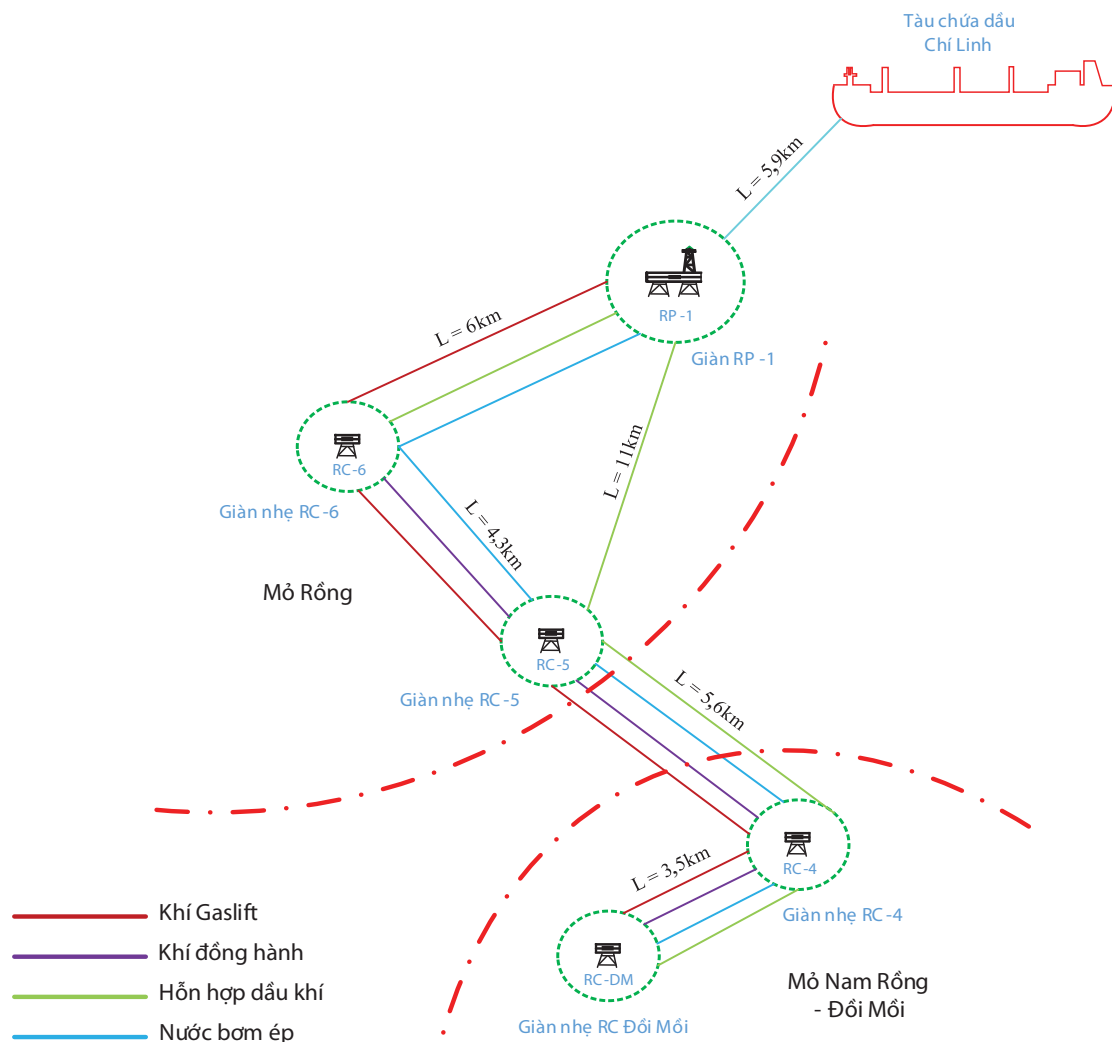 Tàu chứa dầu
Chí Linh
L = 5,9km
RP -1
Giàn RP -1
L = 6km
RC-6
Giàn nhẹ RC-6
L = 11km
L = 4,3km
Mỏ Rồng
RC-5
Giàn nhẹ RC-5
L = 5,6km
L = 3,5km
RC-4
Giàn nhẹ RC-4
RC-DM
Giàn nhẹ RC Đồi Mồi
Mỏ Nam Rồng
- Đồi Mồi
Khí Gaslift
Khí đồng hành
Hỗn hợp dầu khí
Nước bơm ép